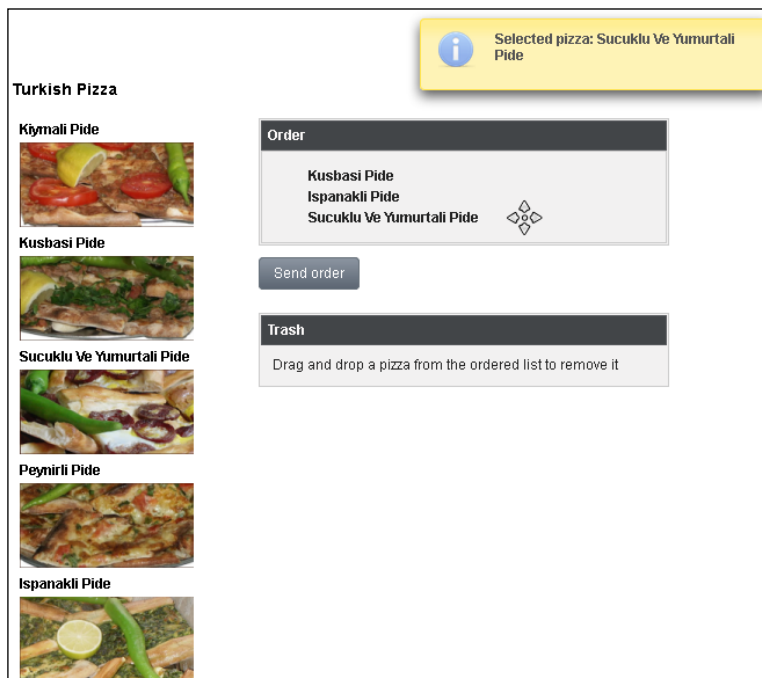 Selected pizza: Sucuklu Ve Yumurtali
Pide
Turkish Pizza
Kiymali Pide
Kusbasi Pide
Sucuklu Ve Yumurtali Pide
Peynirli Pide
Ispanakli Pide
Order
Kusbasi Pide
Ispanakli Pide
Sucuklu Ve Yumurtali Pide
Send order
Trash
Drag and drop a pizza from the ordered list to remove it